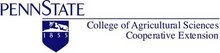 PENNSTATE
1855
College of Agricultural Sciences
Cooperative Extension